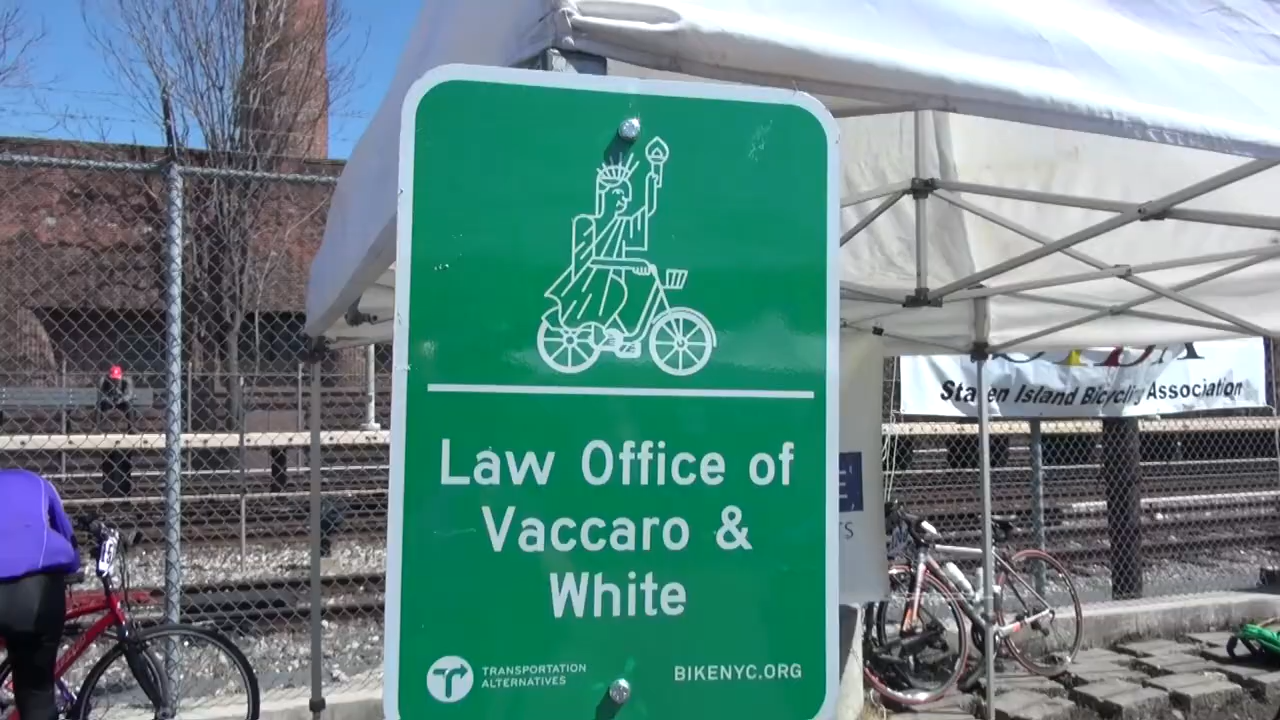 Law Office of
Vaccaro &
White
TRANSPORTATION
ALTERNATIVES
BIKENYC.ORG
Staten Island Bicycling Association